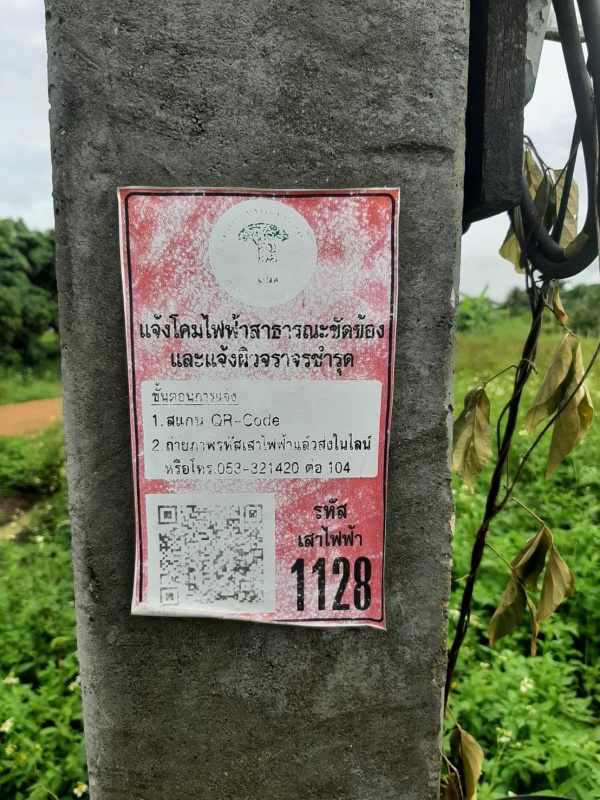 แจ้งโคมไฟฟ้าสาธารณะขัดข้อง
และแจ้งผิวจราจรชำรุด
ขั้นตอนการแจ้ง
1. สแกน QR-Code
2. ถ่ายภาพรหัสเสาไฟฟ้าแล้วส่งในไลน์
หรือโทร.053-321420 ต่อ 104
รหัส
เสาไฟฟ้า
1128